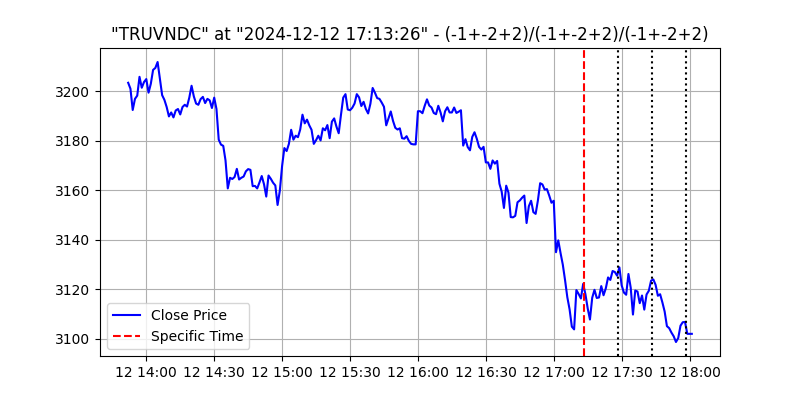 "TRUVNDC" at "2024-12-12 17:13:26" - (-1+-2+2)/(-1+-2+2)/(-1+-2+2)
3200
3180
3160
3140
3120
3100
Close Price
Specific Time
12 14:00 12 14:30 12 15:00 12 15:30 12 16:00 12 16:30 12 17:00 12 17:30 12 18:00